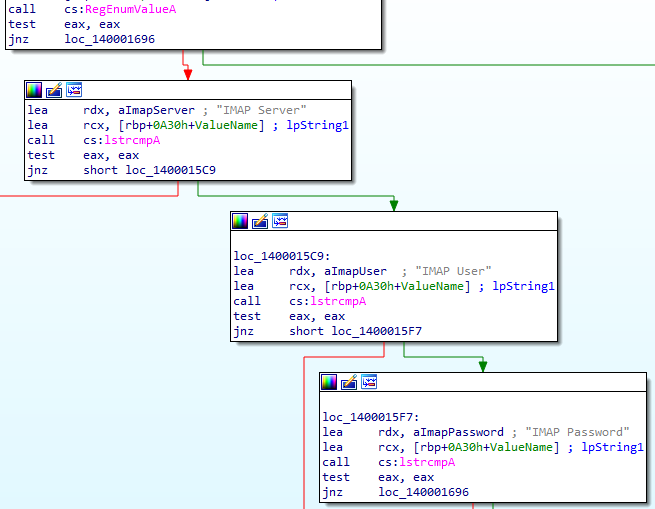 call cs:RegEnumValueA
test eax, eax
jnz loc_140001696
lea rdx, aImapServer ; "IMAP Server"
lea rcx, [rbp+0A30h+ValueName] ; lpString1
call cs:lstrcmpA
test eax, eax
jnz short loc_1400015C9
loc_1400015C9:
lea rdx, aImapUser ; "IMAP User"
lea rcx, [rbp+0A30h+ValueName] ; lpString1
call cs:lstrcmpA
test eax, eax
jnz short loc_1400015F7
loc_1400015F7:
lea rdx, aImapPassword ; "IMAP Password"
lea rcx, [rbp+0A30h+ValueName] ; lpString1
call cs:lstrcmpA
test eax, eax
jnz loc_140001696